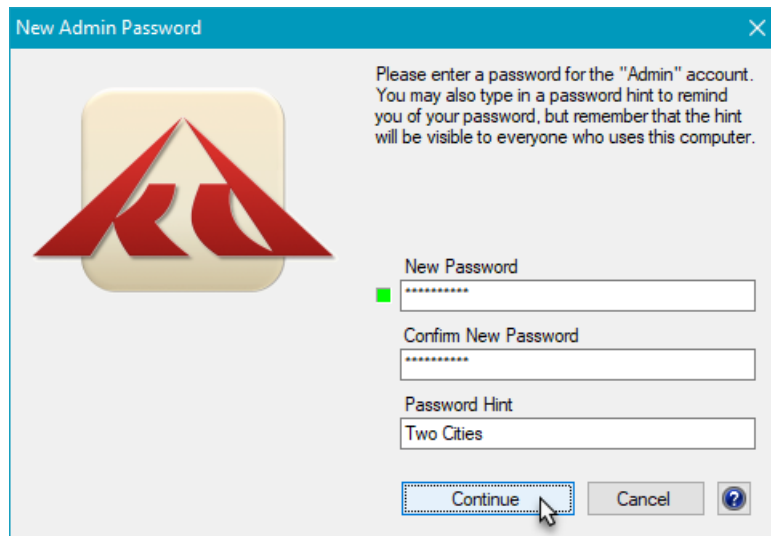 New Admin Password
Please enter a password for the "Admin" account.
You may also type in a password hint to remind
you of your password, but remember that the hint
will be visible to everyone who uses this computer.
New Password
**********
Confirm New Password
**********
Password Hint
Two Cities
Continue
Cancel
?